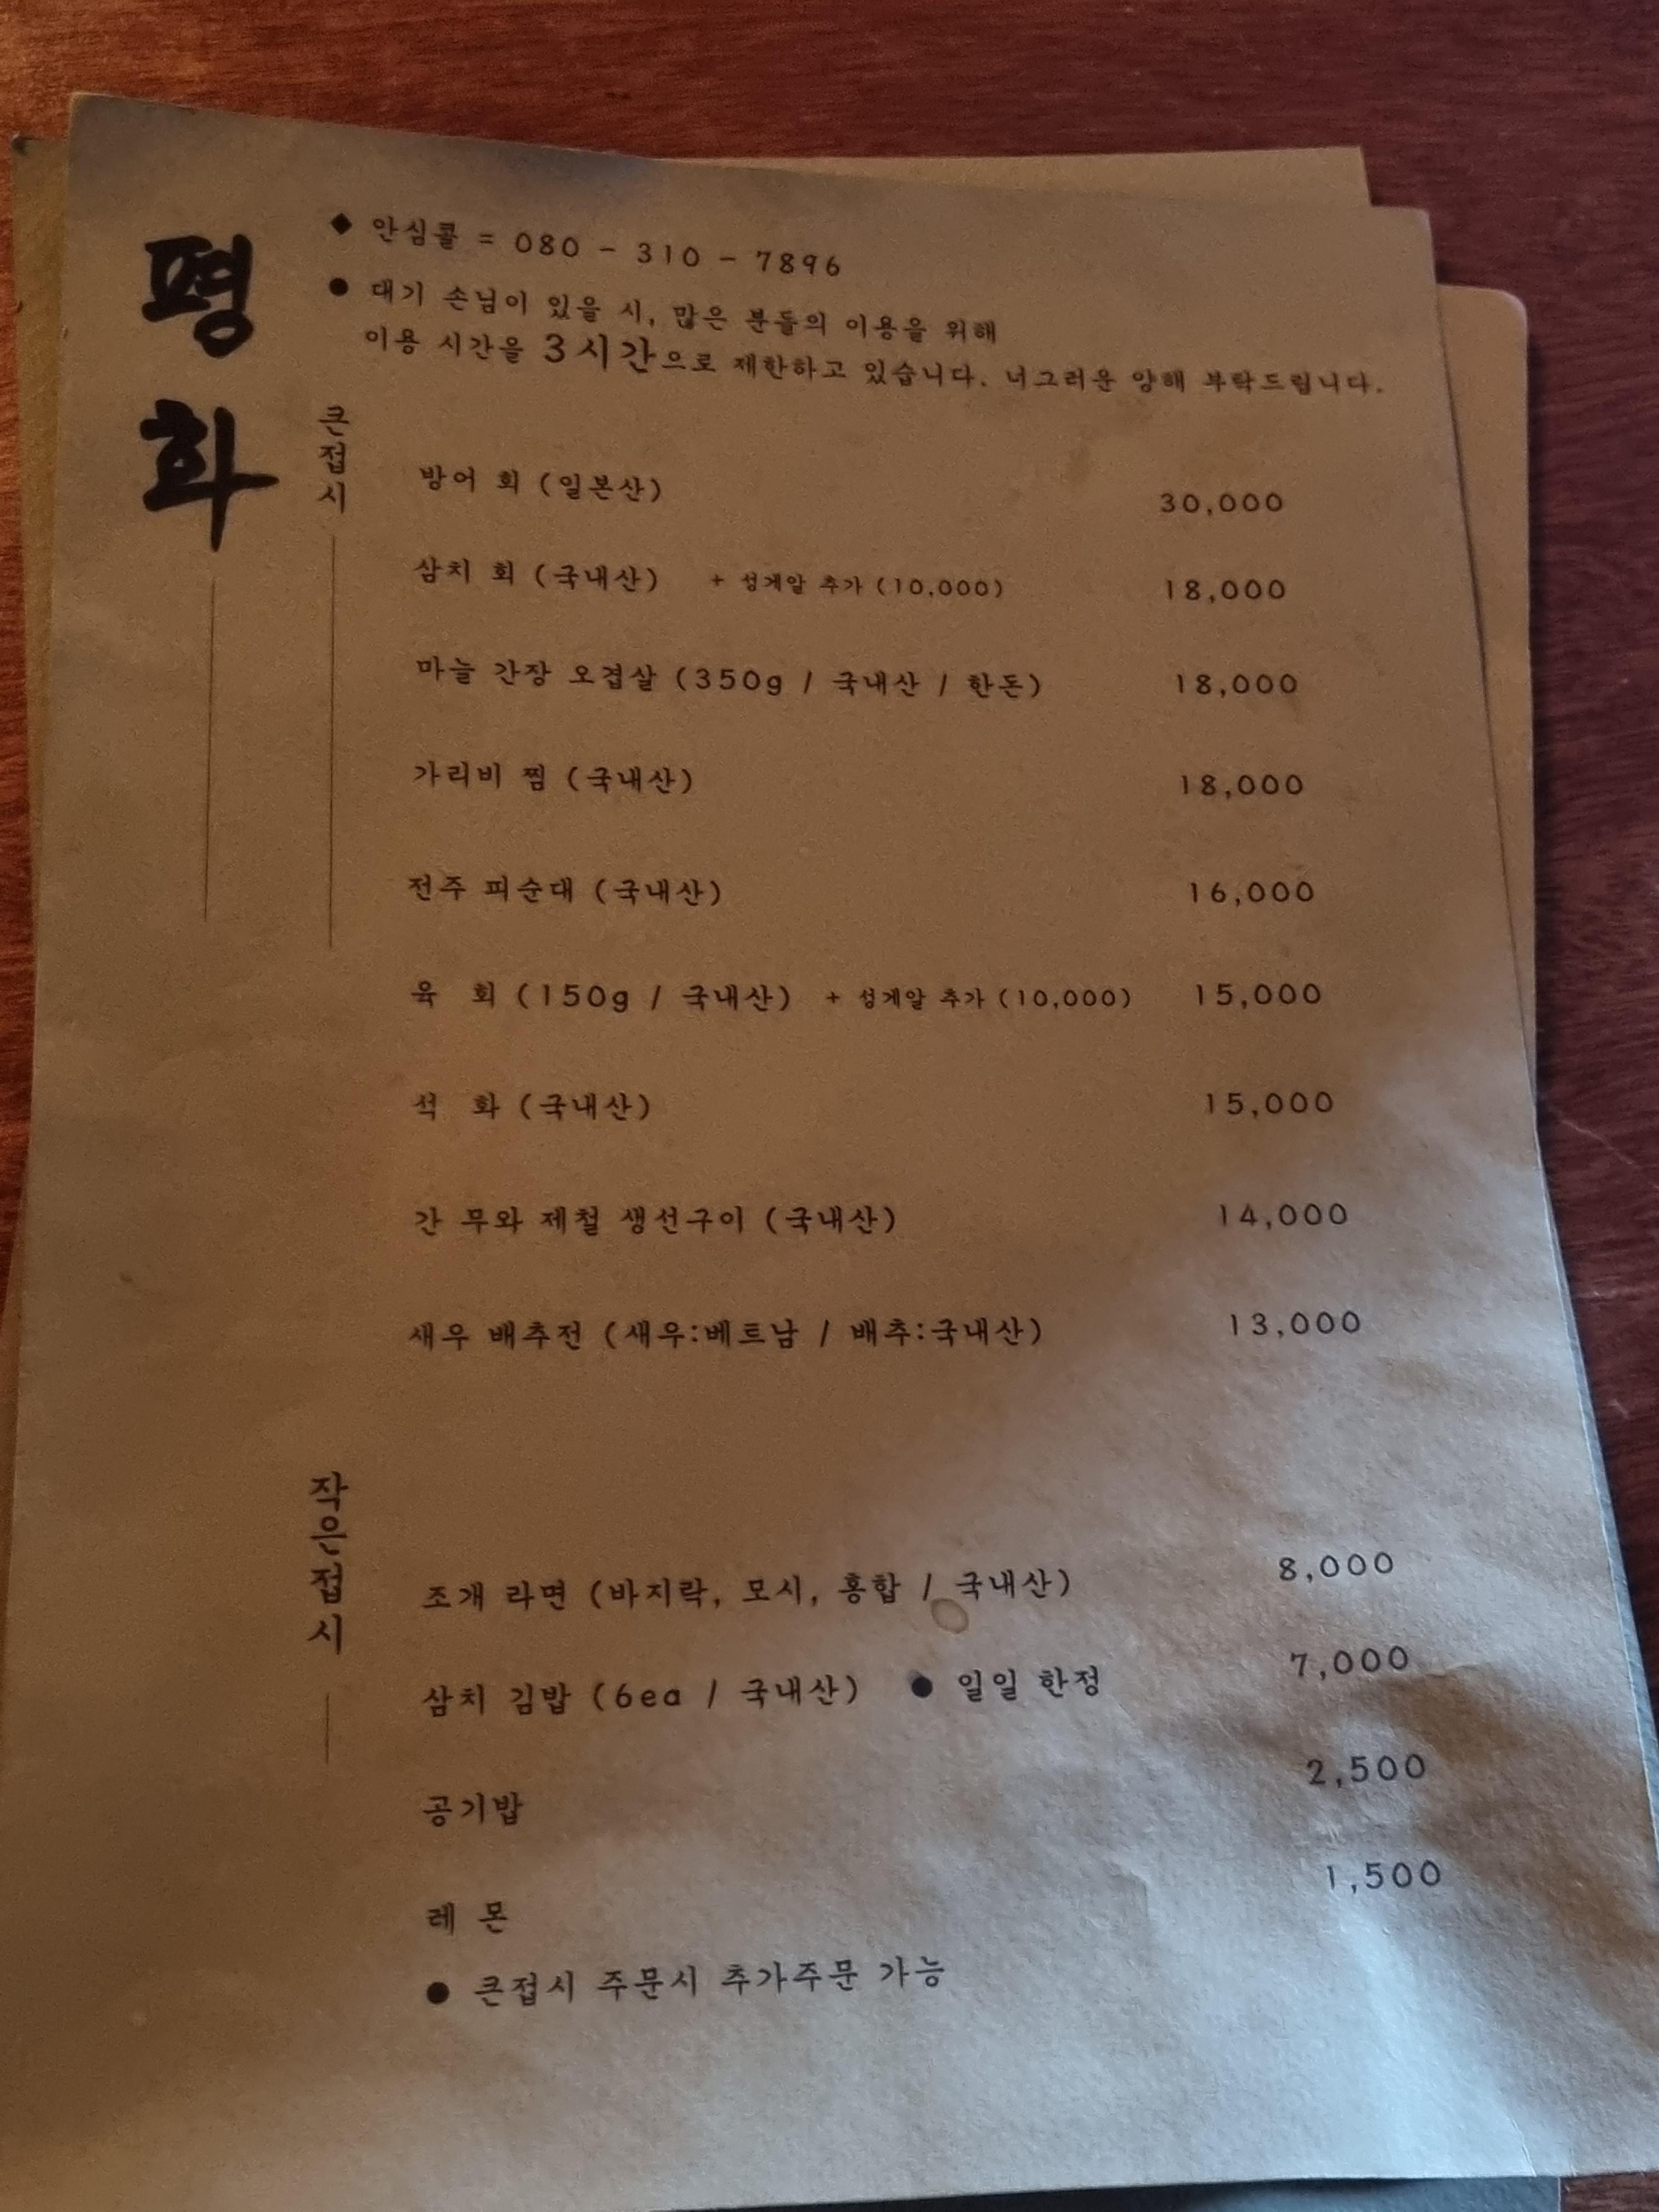 평화
◆ 안심콜 = 080 - 310 - 7896
● 대기 손님이 있을 시, 많은 분들의 이용을 위해
이용 시간을 3시간으로 제한하고 있습니다. 너그러운 양해 부탁드립니다.
큰접시
방어 회 (일본산) 30,000
삼치 회 (국내산) + 성게알 추가 (10,000) 18,000
마늘 간장 오겹살 (350g / 국내산 / 한돈) 18,000
가리비 찜 (국내산) 18,000
전주 피순대 (국내산) 16,000
육 회 (150g / 국내산) + 성게알 추가 (10,000) 15,000
석 화 (국내산) 15,000
간 무와 제철 생선구이 (국내산) 14,000
새우 배추전 (새우:베트남 / 배추:국내산) 13,000
작은접시
조개 라면 (바지락, 모시, 홍합 / 국내산) 8,000
삼치 김밥 (6ea / 국내산) ● 일일 한정 7,000
공기밥 2,500
레 몬 1,500
● 큰접시 주문시 추가주문 가능